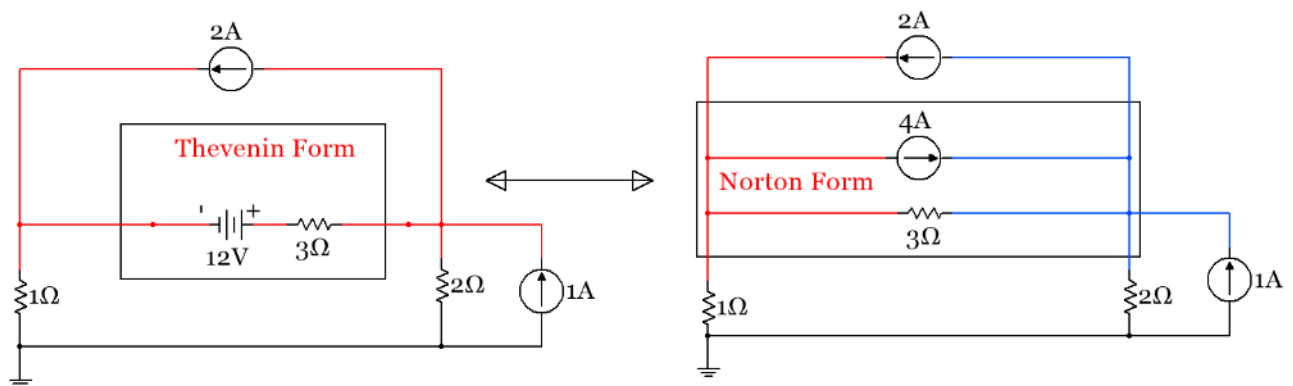 2A
Thevenin Form
' +
12V
3Ω
1Ω
2Ω
1A
2A
4A
Norton Form
3Ω
1Ω
2Ω
1A